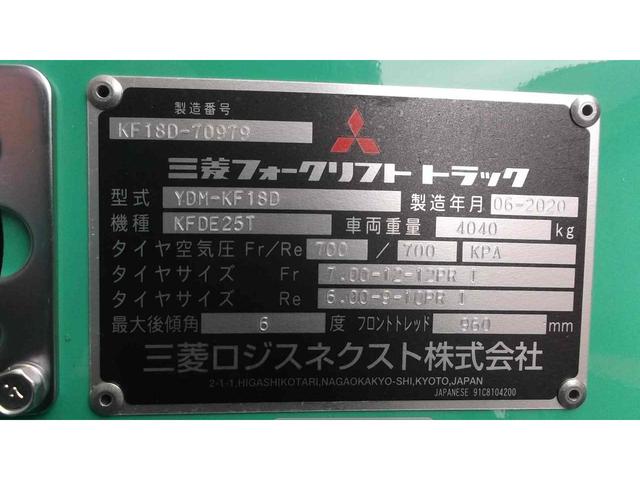 製造番号
KF18D-70979
三菱フォークリフト トラック
型式 YDM-KF18D 製造年月 06-2020
機種 KFDE25T 車両重量 4040 kg
タイヤ空気圧 Fr/Re 700 / 700 KPA
タイヤサイズ Fr 7.00-12-12PR I
タイヤサイズ Re 6.00-9-10PR I
最大後傾角 6 度 フロントトレッド 960 mm
三菱ロジスネクスト株式会社
2-1-1,HIGASHIKOTARI,NAGAOKAKYO-SHI,KYOTO,JAPAN
JAPANESE 91C8104200